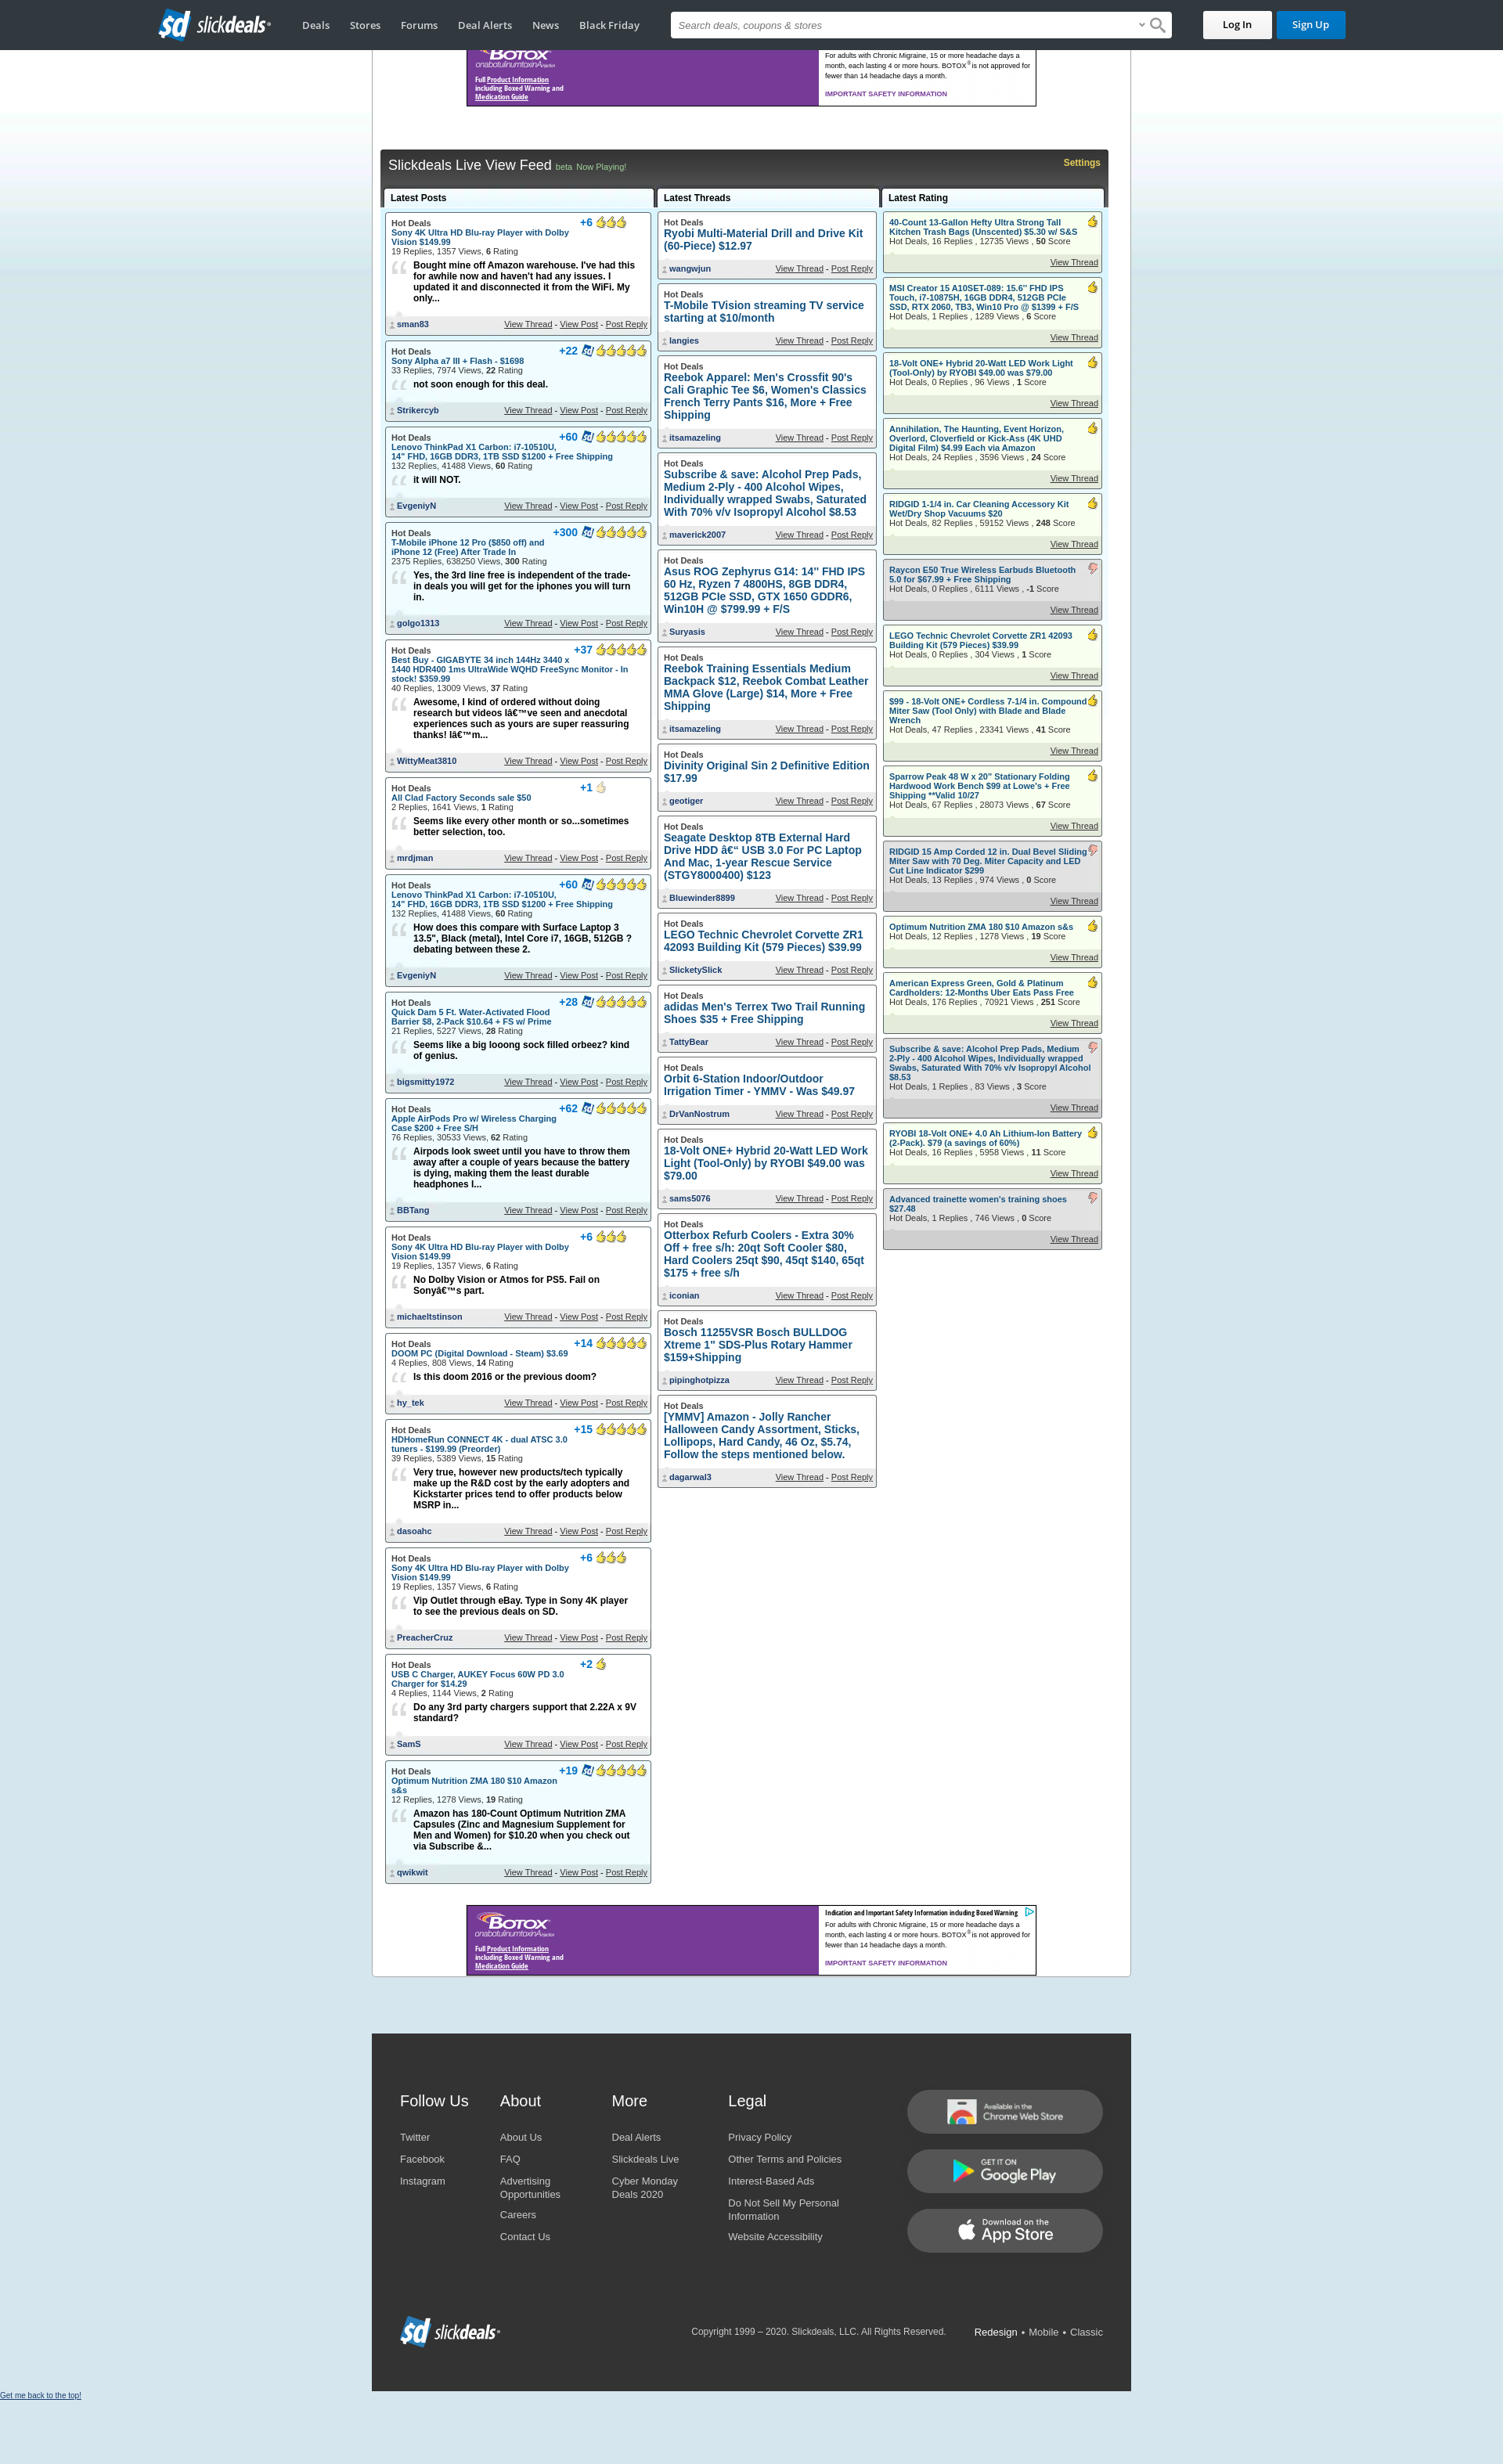 slickdeals
Deals
Stores
Forums
Deal Alerts
News
Black Friday
Search deals, coupons & stores
Log In
Sign Up
BOTOX
onabotulinumtoxinA
Full Product Information
including Boxed Warning and
Medication Guide
For adults with Chronic Migraine, 15 or more headache days a
month, each lasting 4 or more hours. BOTOX® is not approved for
fewer than 14 headache days a month.
IMPORTANT SAFETY INFORMATION
Slickdeals Live View Feed beta Now Playing!
Settings
Latest Posts
Hot Deals
+6
Sony 4K Ultra HD Blu-ray Player with Dolby
Vision $149.99
19 Replies, 1357 Views, 6 Rating
Bought mine off Amazon warehouse. I've had this
for awhile now and haven't had any issues. I
updated it and disconnected it from the WiFi. My
only...
sman83
View Thread - View Post - Post Reply
Hot Deals
+22
Sony Alpha a7 III + Flash - $1698
33 Replies, 7974 Views, 22 Rating
not soon enough for this deal.
Strikercyb
View Thread - View Post - Post Reply
Hot Deals
+60
Lenovo ThinkPad X1 Carbon: i7-10510U,
14" FHD, 16GB DDR3, 1TB SSD $1200 + Free Shipping
132 Replies, 41488 Views, 60 Rating
it will NOT.
EvgeniyN
View Thread - View Post - Post Reply
Hot Deals
+300
T-Mobile iPhone 12 Pro ($850 off) and
iPhone 12 (Free) After Trade In
2375 Replies, 638250 Views, 300 Rating
Yes, the 3rd line free is independent of the trade-
in deals you will get for the iphones you will turn
in.
golgo1313
View Thread - View Post - Post Reply
Hot Deals
+37
Best Buy - GIGABYTE 34 inch 144Hz 3440 x
1440 HDR400 1ms UltraWide WQHD FreeSync Monitor - In
stock! $359.99
40 Replies, 13009 Views, 37 Rating
Awesome, I kind of ordered without doing
research but videos Iâ€™ve seen and anecdotal
experiences such as yours are super reassuring
thanks! Iâ€™m...
WittyMeat3810
View Thread - View Post - Post Reply
Hot Deals
+1
All Clad Factory Seconds sale $50
2 Replies, 1641 Views, 1 Rating
Seems like every other month or so...sometimes
better selection, too.
mrdjman
View Thread - View Post - Post Reply
Hot Deals
+60
Lenovo ThinkPad X1 Carbon: i7-10510U,
14" FHD, 16GB DDR3, 1TB SSD $1200 + Free Shipping
132 Replies, 41488 Views, 60 Rating
How does this compare with Surface Laptop 3
13.5", Black (metal), Intel Core i7, 16GB, 512GB ?
debating between these 2.
EvgeniyN
View Thread - View Post - Post Reply
Hot Deals
+28
Quick Dam 5 Ft. Water-Activated Flood
Barrier $8, 2-Pack $10.64 + FS w/ Prime
21 Replies, 5227 Views, 28 Rating
Seems like a big looong sock filled orbeez? kind
of genius.
bigsmitty1972
View Thread - View Post - Post Reply
Hot Deals
+62
Apple AirPods Pro w/ Wireless Charging
Case $200 + Free S/H
76 Replies, 30533 Views, 62 Rating
Airpods look sweet until you have to throw them
away after a couple of years because the battery
is dying, making them the least durable
headphones I...
BBTang
View Thread - View Post - Post Reply
Hot Deals
+6
Sony 4K Ultra HD Blu-ray Player with Dolby
Vision $149.99
19 Replies, 1357 Views, 6 Rating
No Dolby Vision or Atmos for PS5. Fail on
Sonyâ€™s part.
michaeltstinson
View Thread - View Post - Post Reply
Hot Deals
+14
DOOM PC (Digital Download - Steam) $3.69
4 Replies, 808 Views, 14 Rating
Is this doom 2016 or the previous doom?
hy_tek
View Thread - View Post - Post Reply
Hot Deals
+15
HDHomeRun CONNECT 4K - dual ATSC 3.0
tuners - $199.99 (Preorder)
39 Replies, 5389 Views, 15 Rating
Very true, however new products/tech typically
make up the R&D cost by the early adopters and
Kickstarter prices tend to offer products below
MSRP in...
dasoahc
View Thread - View Post - Post Reply
Hot Deals
+6
Sony 4K Ultra HD Blu-ray Player with Dolby
Vision $149.99
19 Replies, 1357 Views, 6 Rating
Vip Outlet through eBay. Type in Sony 4K player
to see the previous deals on SD.
PreacherCruz
View Thread - View Post - Post Reply
Hot Deals
+2
USB C Charger, AUKEY Focus 60W PD 3.0
Charger for $14.29
4 Replies, 1144 Views, 2 Rating
Do any 3rd party chargers support that 2.22A x 9V
standard?
SamS
View Thread - View Post - Post Reply
Hot Deals
+19
Optimum Nutrition ZMA 180 $10 Amazon
s&s
12 Replies, 1278 Views, 19 Rating
Amazon has 180-Count Optimum Nutrition ZMA
Capsules (Zinc and Magnesium Supplement for
Men and Women) for $10.20 when you check out
via Subscribe &...
qwikwit
View Thread - View Post - Post Reply
Latest Threads
Hot Deals
Ryobi Multi-Material Drill and Drive Kit
(60-Piece) $12.97
wangwjun
View Thread - Post Reply
Hot Deals
T-Mobile TVision streaming TV service
starting at $10/month
langies
View Thread - Post Reply
Hot Deals
Reebok Apparel: Men's Crossfit 90's
Cali Graphic Tee $6, Women's Classics
French Terry Pants $16, More + Free
Shipping
itsamazeling
View Thread - Post Reply
Hot Deals
Subscribe & save: Alcohol Prep Pads,
Medium 2-Ply - 400 Alcohol Wipes,
Individually wrapped Swabs, Saturated
With 70% v/v Isopropyl Alcohol $8.53
maverick2007
View Thread - Post Reply
Hot Deals
Asus ROG Zephyrus G14: 14'' FHD IPS
60 Hz, Ryzen 7 4800HS, 8GB DDR4,
512GB PCIe SSD, GTX 1650 GDDR6,
Win10H @ $799.99 + F/S
Suryasis
View Thread - Post Reply
Hot Deals
Reebok Training Essentials Medium
Backpack $12, Reebok Combat Leather
MMA Glove (Large) $14, More + Free
Shipping
itsamazeling
View Thread - Post Reply
Hot Deals
Divinity Original Sin 2 Definitive Edition
$17.99
geotiger
View Thread - Post Reply
Hot Deals
Seagate Desktop 8TB External Hard
Drive HDD â€“ USB 3.0 For PC Laptop
And Mac, 1-year Rescue Service
(STGY8000400) $123
Bluewinder8899
View Thread - Post Reply
Hot Deals
LEGO Technic Chevrolet Corvette ZR1
42093 Building Kit (579 Pieces) $39.99
SlicketySlick
View Thread - Post Reply
Hot Deals
adidas Men's Terrex Two Trail Running
Shoes $35 + Free Shipping
TattyBear
View Thread - Post Reply
Hot Deals
Orbit 6-Station Indoor/Outdoor
Irrigation Timer - YMMV - Was $49.97
DrVanNostrum
View Thread - Post Reply
Hot Deals
18-Volt ONE+ Hybrid 20-Watt LED Work
Light (Tool-Only) by RYOBI $49.00 was
$79.00
sams5076
View Thread - Post Reply
Hot Deals
Otterbox Refurb Coolers - Extra 30%
Off + free s/h: 20qt Soft Cooler $80,
Hard Coolers 25qt $90, 45qt $140, 65qt
$175 + free s/h
iconian
View Thread - Post Reply
Hot Deals
Bosch 11255VSR Bosch BULLDOG
Xtreme 1" SDS-Plus Rotary Hammer
$159+Shipping
pipinghotpizza
View Thread - Post Reply
Hot Deals
[YMMV] Amazon - Jolly Rancher
Halloween Candy Assortment, Sticks,
Lollipops, Hard Candy, 46 Oz, $5.74,
Follow the steps mentioned below.
dagarwal3
View Thread - Post Reply
Latest Rating
40-Count 13-Gallon Hefty Ultra Strong Tall
Kitchen Trash Bags (Unscented) $5.30 w/ S&S
Hot Deals, 16 Replies , 12735 Views , 50 Score
View Thread
MSI Creator 15 A10SET-089: 15.6'' FHD IPS
Touch, i7-10875H, 16GB DDR4, 512GB PCIe
SSD, RTX 2060, TB3, Win10 Pro @ $1399 + F/S
Hot Deals, 1 Replies , 1289 Views , 6 Score
View Thread
18-Volt ONE+ Hybrid 20-Watt LED Work Light
(Tool-Only) by RYOBI $49.00 was $79.00
Hot Deals, 0 Replies , 96 Views , 1 Score
View Thread
Annihilation, The Haunting, Event Horizon,
Overlord, Cloverfield or Kick-Ass (4K UHD
Digital Film) $4.99 Each via Amazon
Hot Deals, 24 Replies , 3596 Views , 24 Score
View Thread
RIDGID 1-1/4 in. Car Cleaning Accessory Kit
Wet/Dry Shop Vacuums $20
Hot Deals, 82 Replies , 59152 Views , 248 Score
View Thread
Raycon E50 True Wireless Earbuds Bluetooth
5.0 for $67.99 + Free Shipping
Hot Deals, 0 Replies , 6111 Views , -1 Score
View Thread
LEGO Technic Chevrolet Corvette ZR1 42093
Building Kit (579 Pieces) $39.99
Hot Deals, 0 Replies , 304 Views , 1 Score
View Thread
$99 - 18-Volt ONE+ Cordless 7-1/4 in. Compound
Miter Saw (Tool Only) with Blade and Blade
Wrench
Hot Deals, 47 Replies , 23341 Views , 41 Score
View Thread
Sparrow Peak 48 W x 20" Stationary Folding
Hardwood Work Bench $99 at Lowe's + Free
Shipping **Valid 10/27
Hot Deals, 67 Replies , 28073 Views , 67 Score
View Thread
RIDGID 15 Amp Corded 12 in. Dual Bevel Sliding
Miter Saw with 70 Deg. Miter Capacity and LED
Cut Line Indicator $299
Hot Deals, 13 Replies , 974 Views , 0 Score
View Thread
Optimum Nutrition ZMA 180 $10 Amazon s&s
Hot Deals, 12 Replies , 1278 Views , 19 Score
View Thread
American Express Green, Gold & Platinum
Cardholders: 12-Months Uber Eats Pass Free
Hot Deals, 176 Replies , 70921 Views , 251 Score
View Thread
Subscribe & save: Alcohol Prep Pads, Medium
2-Ply - 400 Alcohol Wipes, Individually wrapped
Swabs, Saturated With 70% v/v Isopropyl Alcohol
$8.53
Hot Deals, 1 Replies , 83 Views , 3 Score
View Thread
RYOBI 18-Volt ONE+ 4.0 Ah Lithium-Ion Battery
(2-Pack). $79 (a savings of 60%)
Hot Deals, 16 Replies , 5958 Views , 11 Score
View Thread
Advanced trainette women's training shoes
$27.48
Hot Deals, 1 Replies , 746 Views , 0 Score
View Thread
BOTOX
onabotulinumtoxinA
Full Product Information
including Boxed Warning and
Medication Guide
Indication and Important Safety Information including Boxed Warning
For adults with Chronic Migraine, 15 or more headache days a
month, each lasting 4 or more hours. BOTOX® is not approved for
fewer than 14 headache days a month.
IMPORTANT SAFETY INFORMATION
Follow Us
Twitter
Facebook
Instagram
About
About Us
FAQ
Advertising
Opportunities
Careers
Contact Us
More
Deal Alerts
Slickdeals Live
Cyber Monday
Deals 2020
Legal
Privacy Policy
Other Terms and Policies
Interest-Based Ads
Do Not Sell My Personal
Information
Website Accessibility
Available in the
Chrome Web Store
GET IT ON
Google Play
Download on the
App Store
slickdeals
Copyright 1999 – 2020. Slickdeals, LLC. All Rights Reserved.
Redesign • Mobile • Classic
Get me back to the top!